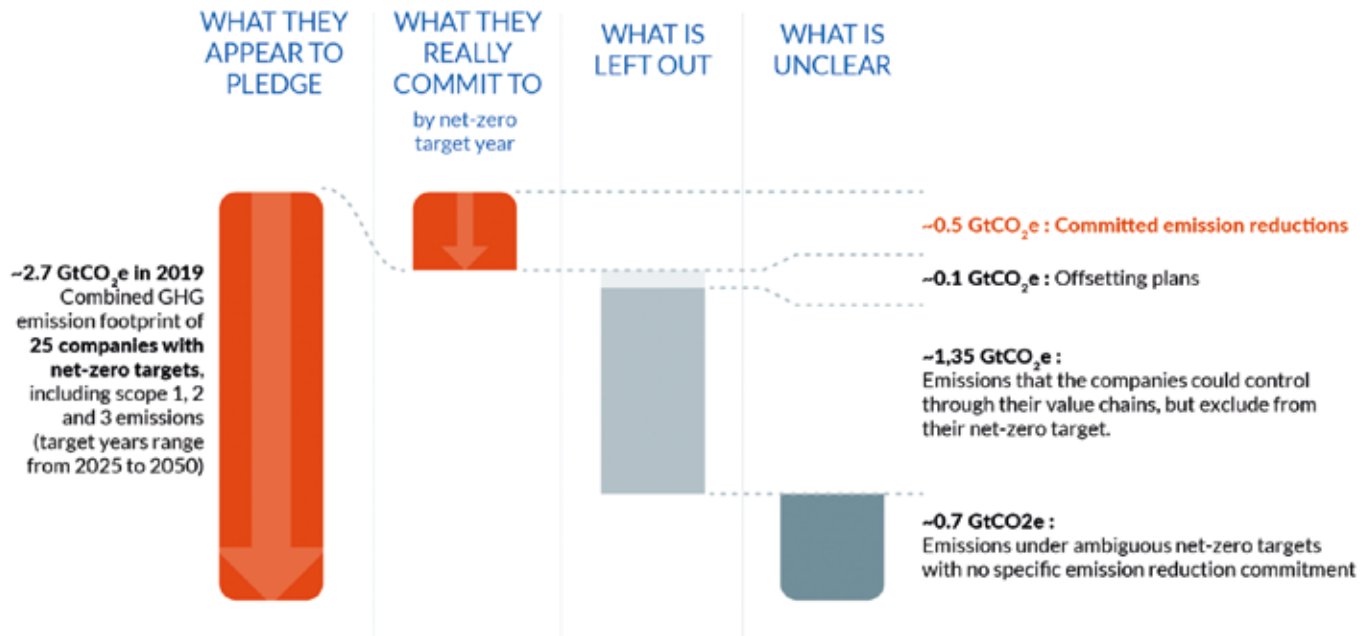 WHAT THEY
APPEAR TO
PLEDGE
WHAT THEY
REALLY
COMMIT TO
by net-zero
target year
WHAT IS
LEFT OUT
WHAT IS
UNCLEAR
~2.7 GtCO₂e in 2019
Combined GHG
emission footprint of
25 companies with
net-zero targets,
including scope 1, 2
and 3 emissions
(target years range
from 2025 to 2050)
~0.5 GtCO₂e : Committed emission reductions
~0.1 GtCO₂e : Offsetting plans
~1,35 GtCO₂e :
Emissions that the companies could control
through their value chains, but exclude from
their net-zero target.
~0.7 GtCO2e :
Emissions under ambiguous net-zero targets
with no specific emission reduction commitment